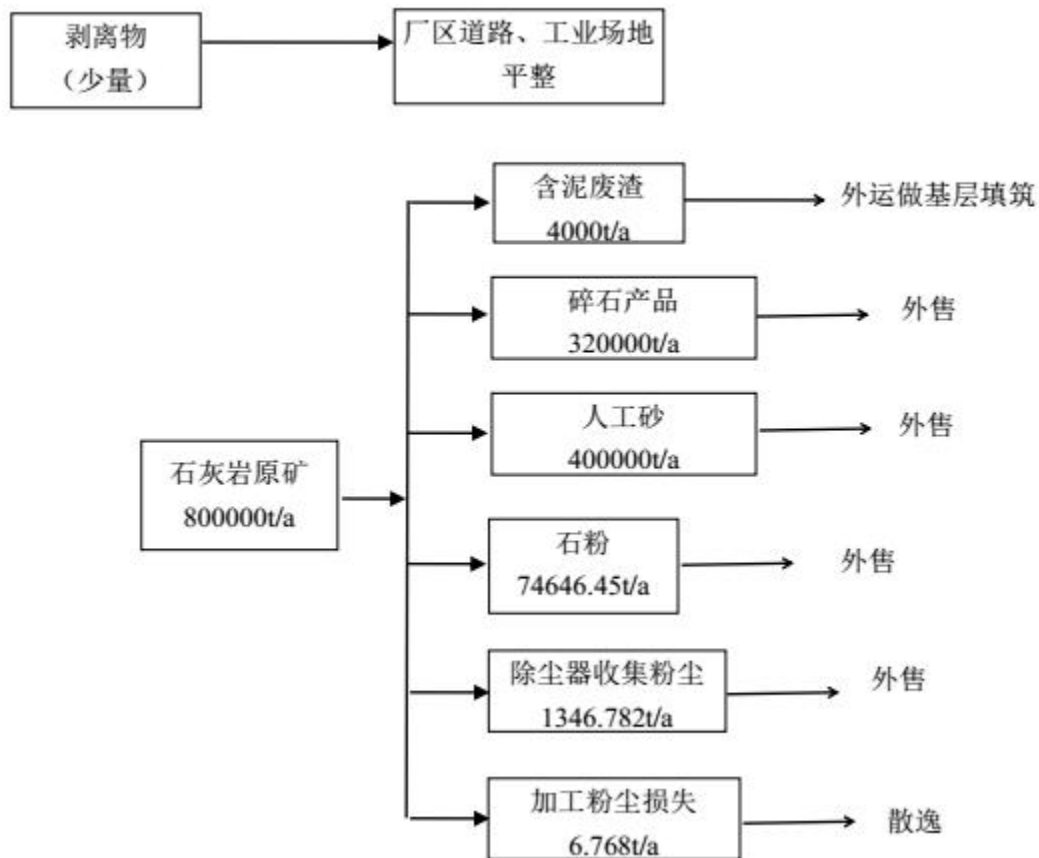 剥离物
（少量）
厂区道路、工业场地
平整
含泥废渣
4000t/a
外运做基层填筑
碎石产品
320000t/a
外售
人工砂
400000t/a
外售
石灰岩原矿
800000t/a
石粉
74646.45t/a
外售
除尘器收集粉尘
1346.782t/a
外售
加工粉尘损失
6.768t/a
散逸